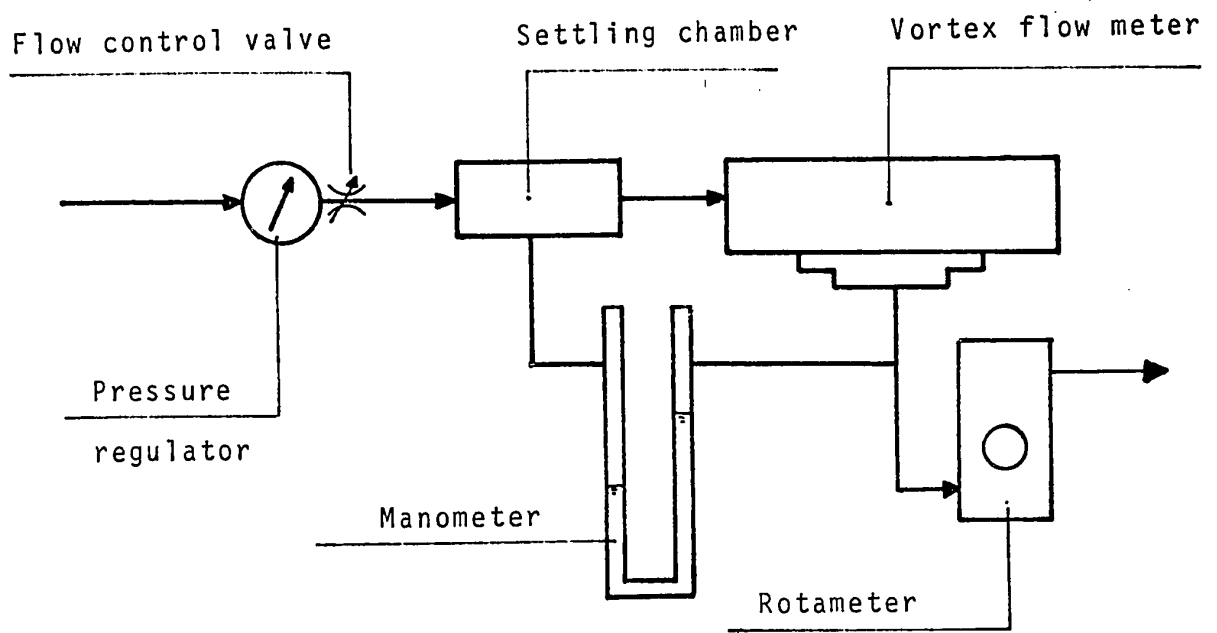 Flow control valve
Settling chamber
Vortex flow meter
Pressure
regulator
Manometer
Rotameter